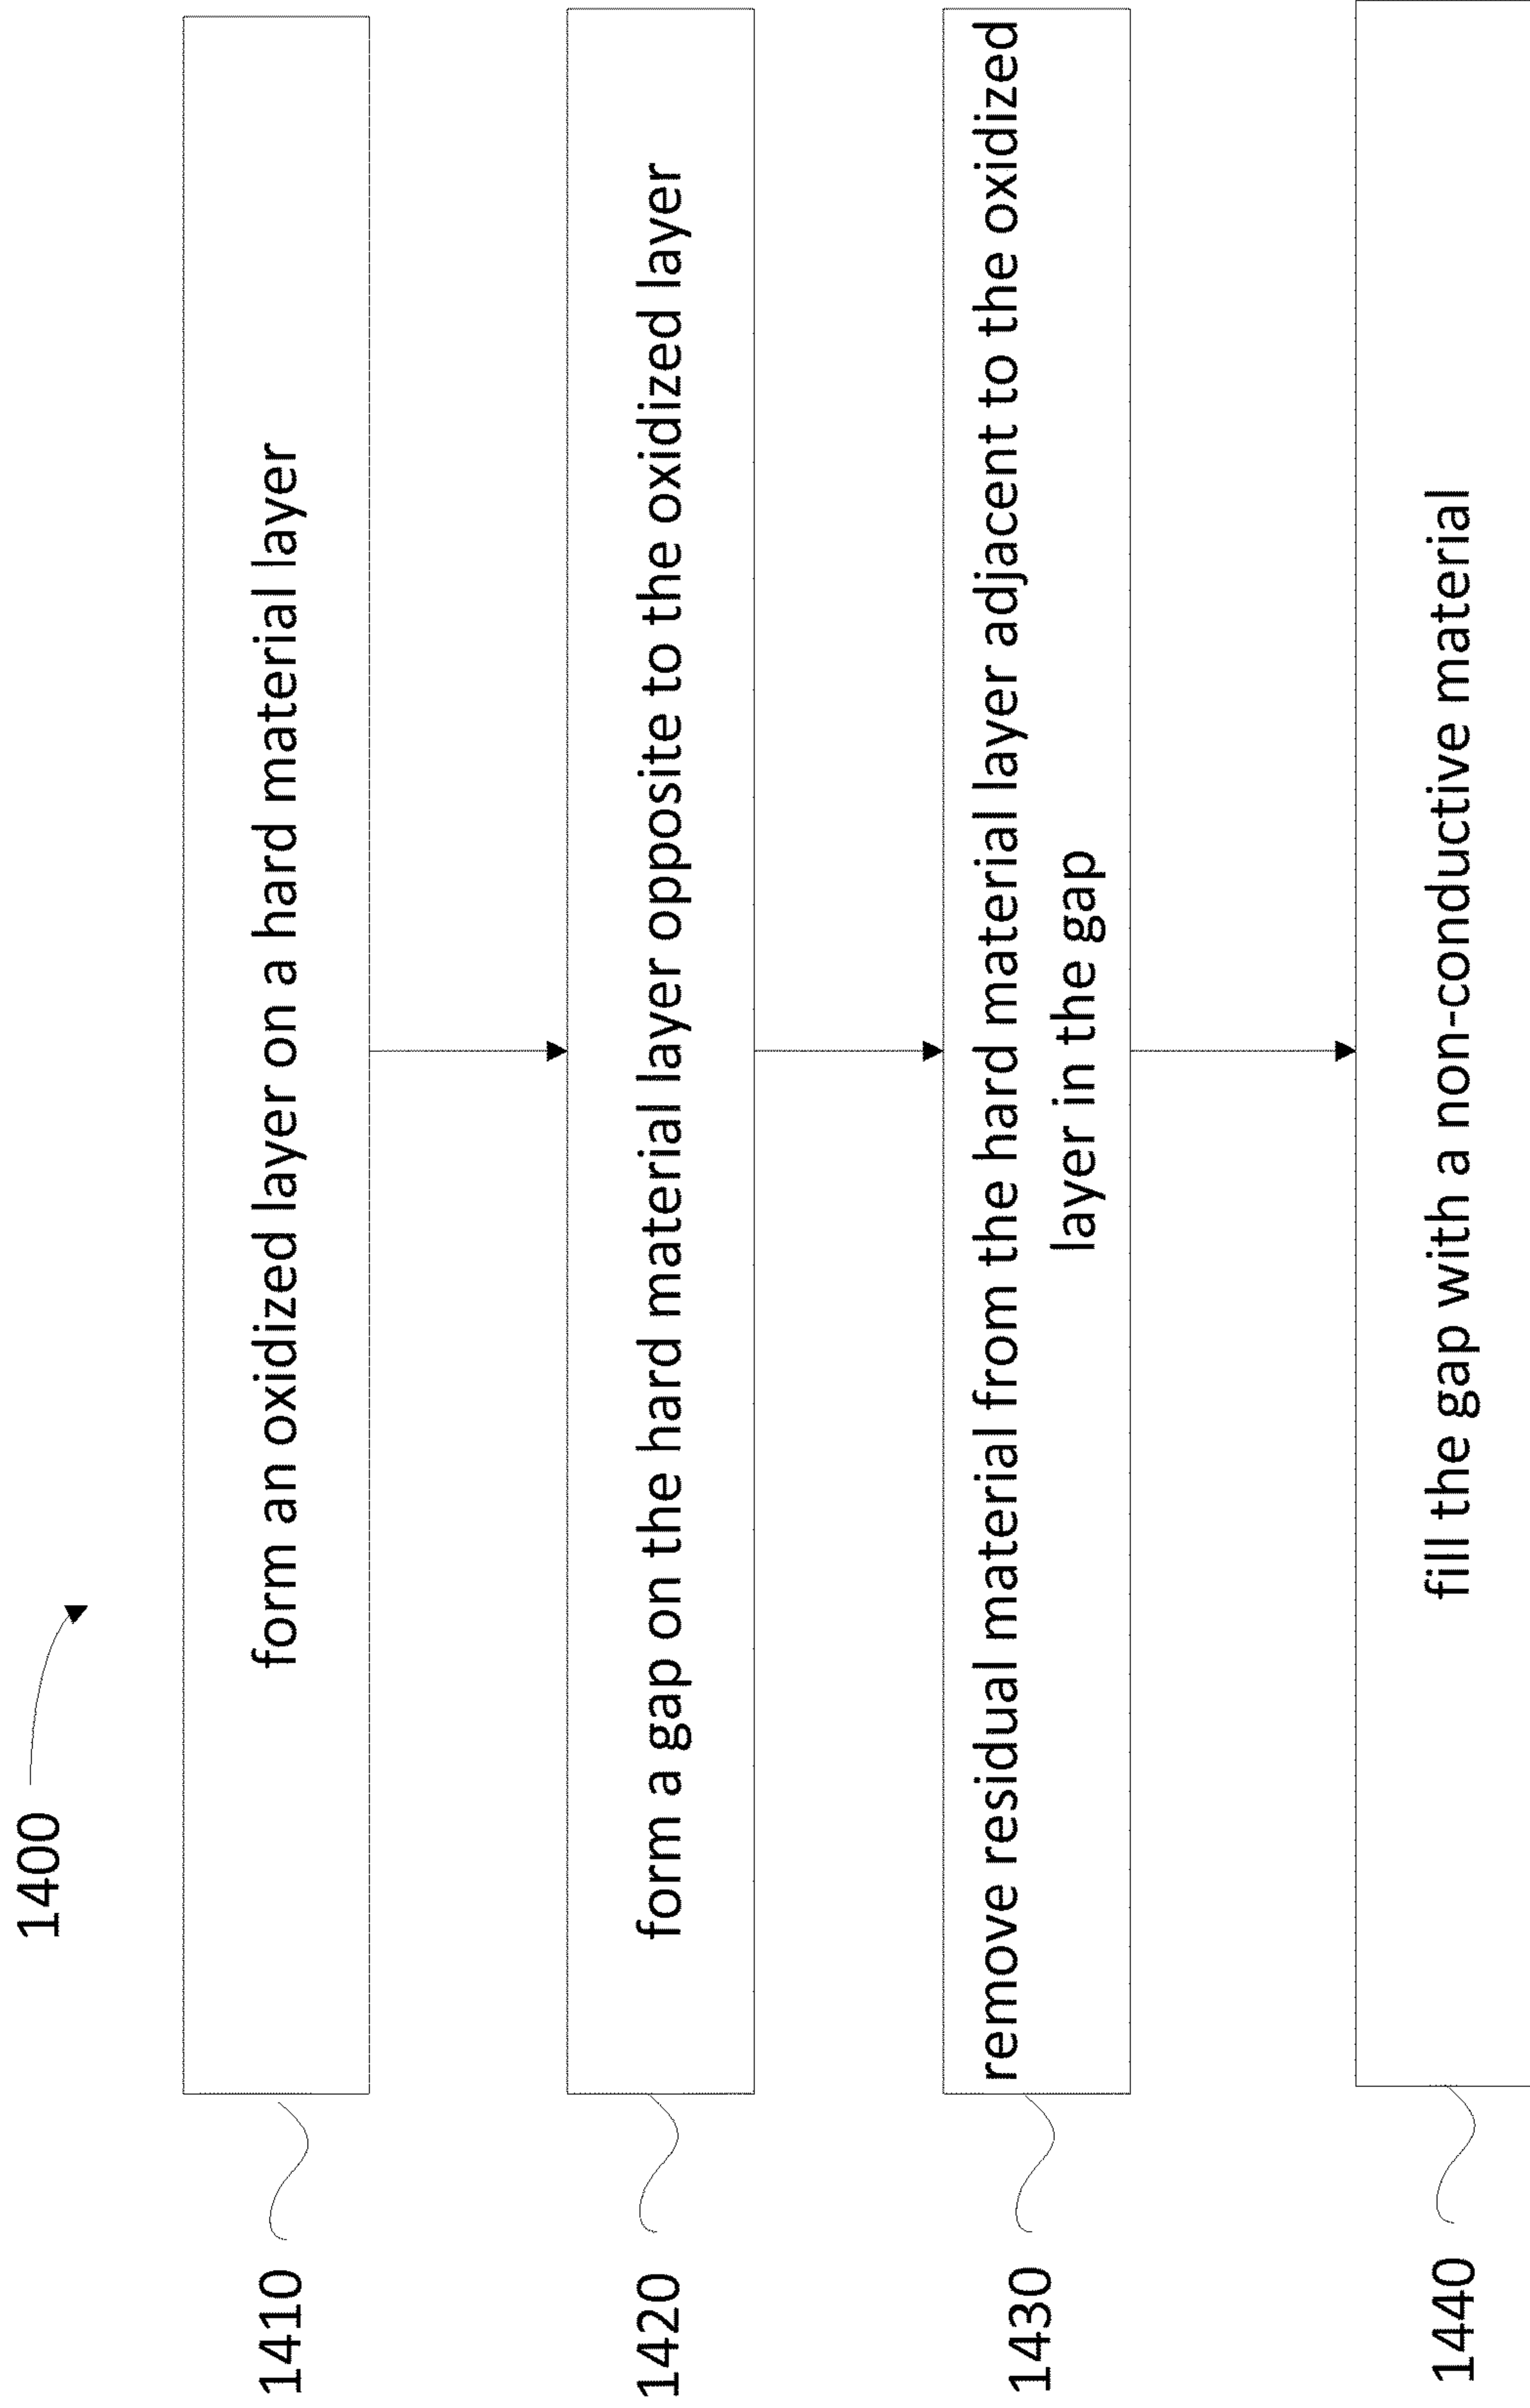 1400
1410
form an oxidized layer on a hard material layer
1420
form a gap on the hard material layer opposite to the oxidized layer
1430
remove residual material from the hard material layer adjacent to the oxidized
layer in the gap
1440
fill the gap with a non-conductive material